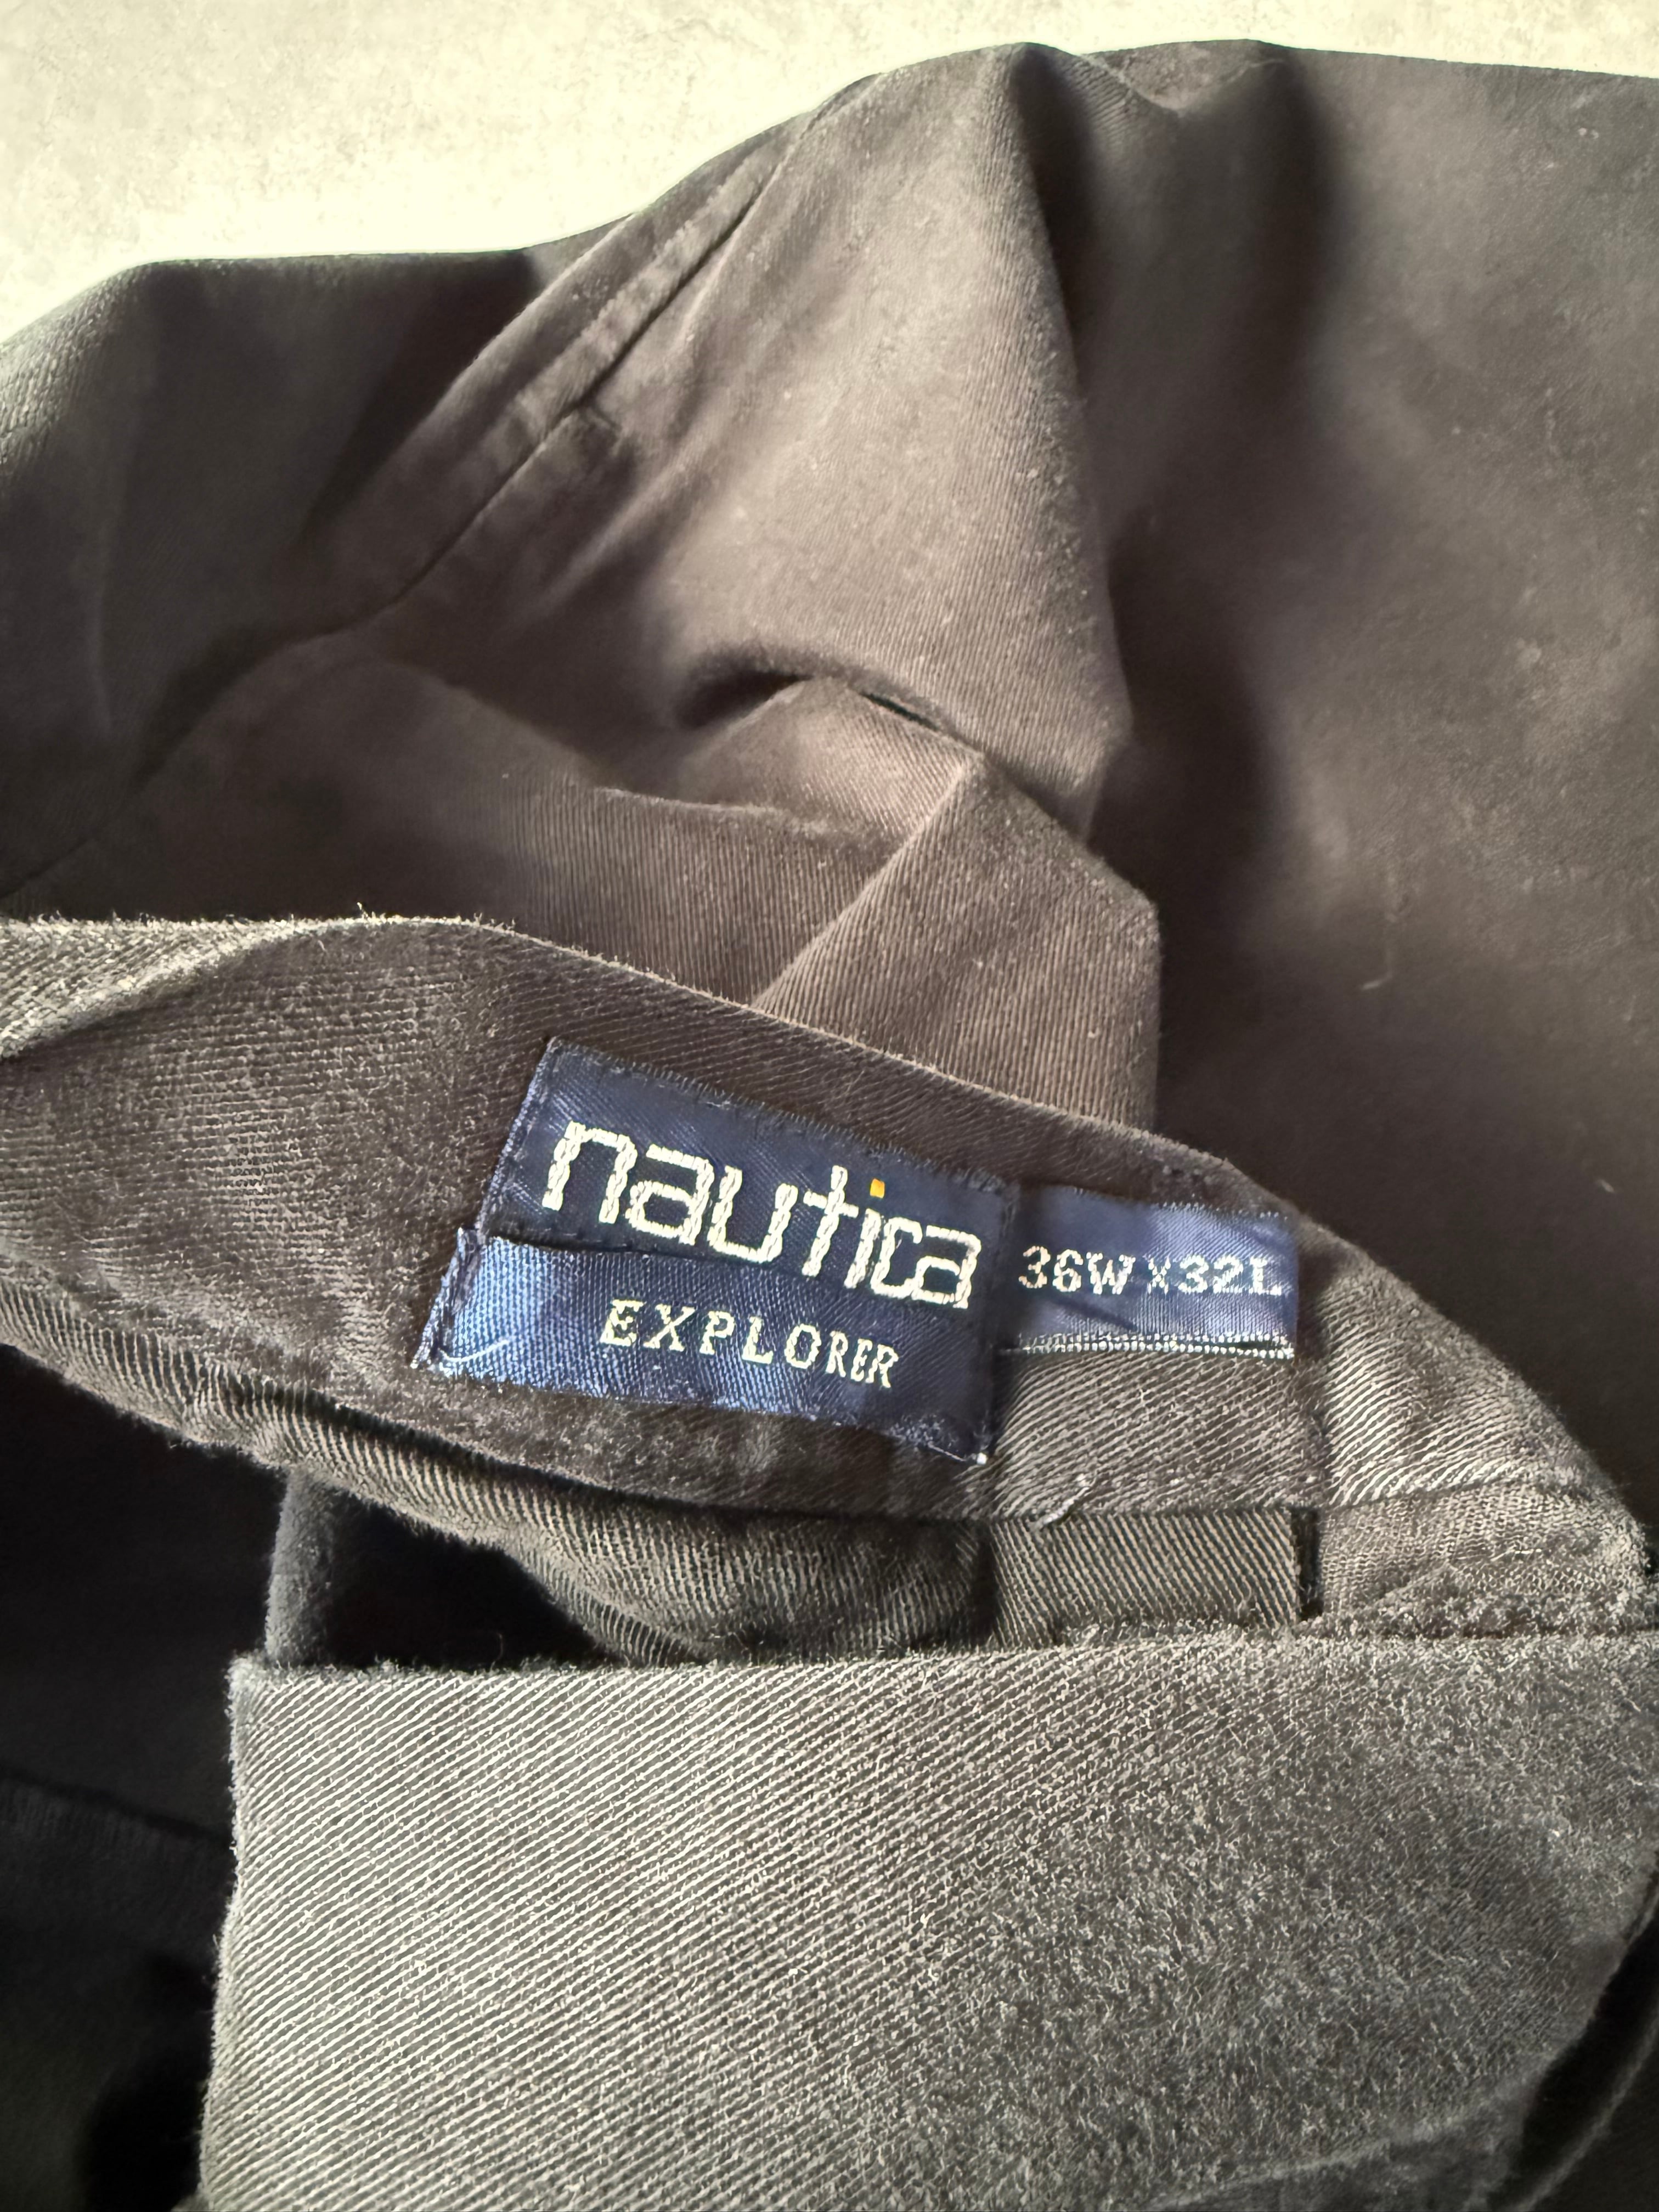 nautica
EXPLORER
36W X 32L